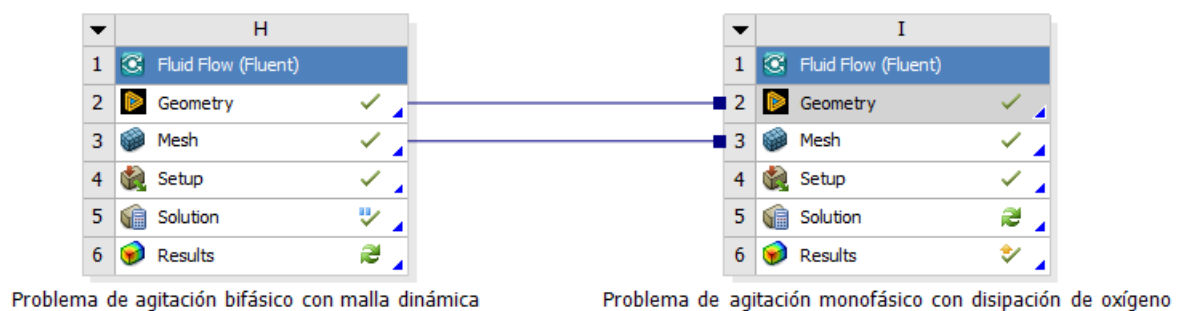 H
1 Fluid Flow (Fluent)
2 Geometry
3 Mesh
4 Setup
5 Solution
6 Results
Problema de agitación bifásico con malla dinámica
I
1 Fluid Flow (Fluent)
2 Geometry
3 Mesh
4 Setup
5 Solution
6 Results
Problema de agitación monofásico con disipación de oxígeno